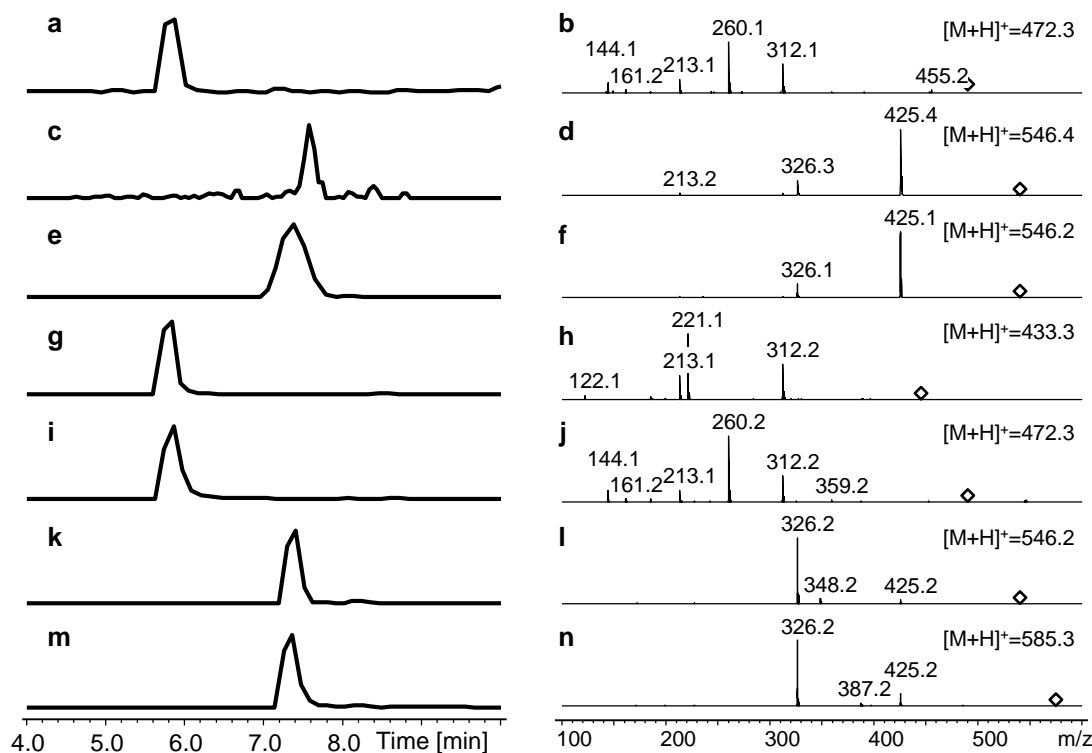 a
b
260.1
[M+H]+=472.3
144.1
312.1
213.1
161.2
455.2
c
d
425.4
[M+H]+=546.4
326.3
213.2
e
f
425.1
[M+H]+=546.2
326.1
g
h
221.1
[M+H]+=433.3
312.2
213.1
122.1
i
j
260.2
[M+H]+=472.3
144.1
312.2
213.1
161.2
359.2
k
l
326.2
[M+H]+=546.2
348.2
425.2
m
n
326.2
[M+H]+=585.3
425.2
387.2
4.0 5.0 6.0 7.0 8.0 Time [min]
100 200 300 400 500 m/z